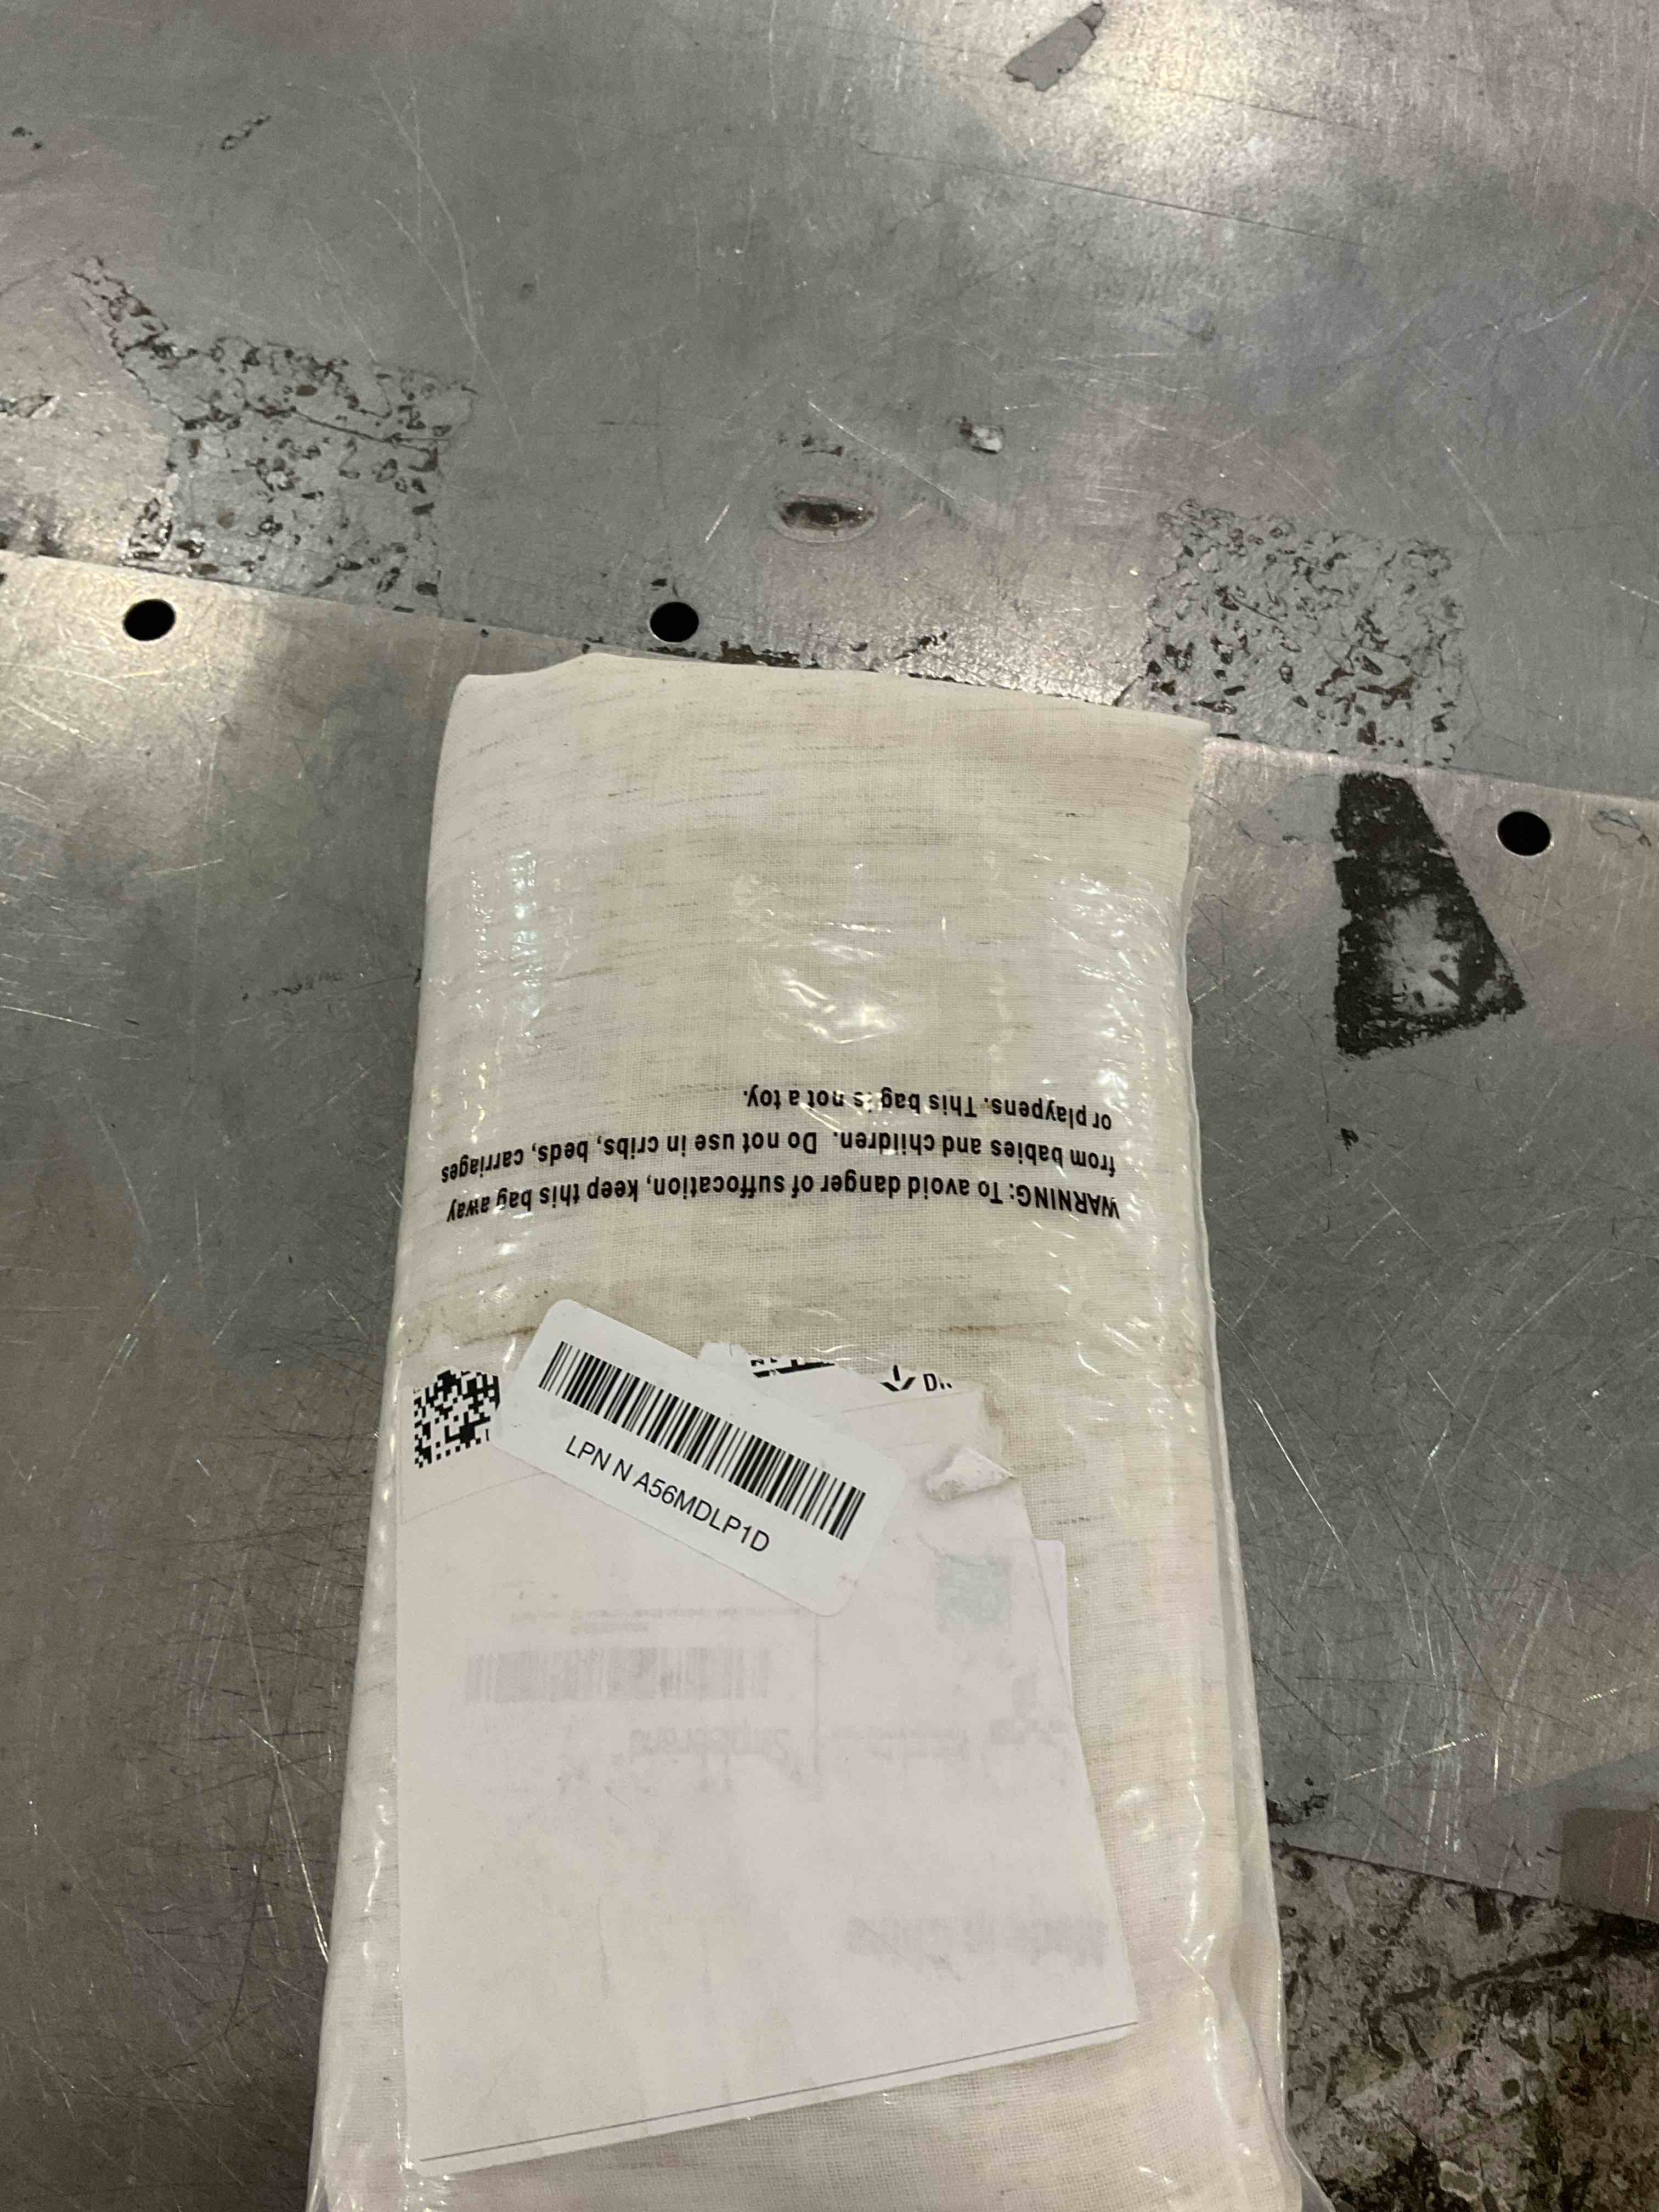 WARNING: To avoid danger of suffocation, keep this bag away
from babies and children. Do not use in cribs, beds, carriages
or playpens. This bag is not a toy.
LPN N A56MDLP1D